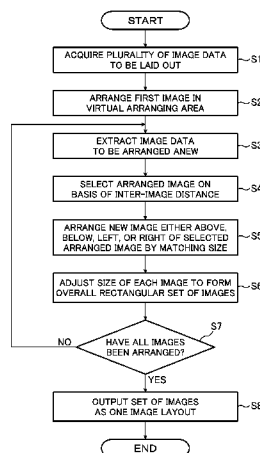 START
ACQUIRE PLURALITY OF IMAGE DATA
TO BE LAID OUT
S1
ARRANGE FIRST IMAGE IN
VIRTUAL ARRANGING AREA
S2
EXTRACT IMAGE DATA
TO BE ARRANGED ANEW
S3
SELECT ARRANGED IMAGE ON
BASIS OF INTER-IMAGE DISTANCE
S4
ARRANGE NEW IMAGE EITHER ABOVE,
BELOW, LEFT, OR RIGHT OF SELECTED
ARRANGED IMAGE BY MATCHING SIZE
S5
ADJUST SIZE OF EACH IMAGE TO FORM
OVERALL RECTANGULAR SET OF IMAGES
S6
S7
HAVE ALL IMAGES
BEEN ARRANGED?
NO
YES
OUTPUT SET OF IMAGES
AS ONE IMAGE LAYOUT
S8
END